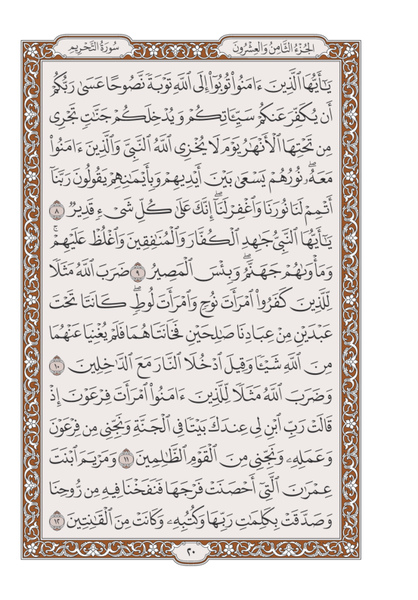 الجُزْءُ الثَّامِنُ وَالعِشْرُونَ
سُورَةُ التَّحْرِيمِ
يَـٰٓأَيُّهَا ٱلَّذِينَ ءَامَنُوا۟ تُوبُوٓا۟ إِلَى ٱللَّهِ تَوْبَةً نَّصُوحًا عَسَىٰ رَبُّكُمْ
أَن يُكَفِّرَ عَنكُمْ سَيِّـَٔاتِكُمْ وَيُدْخِلَكُمْ جَنَّـٰتٍ تَجْرِى
مِن تَحْتِهَا ٱلْأَنْهَـٰرُ يَوْمَ لَا يُخْزِى ٱللَّهُ ٱلنَّبِىَّ وَٱلَّذِينَ ءَامَنُوا۟
مَعَهُۥ ۖ نُورُهُمْ يَسْعَىٰ بَيْنَ أَيْدِيهِمْ وَبِأَيْمَـٰنِهِمْ يَقُولُونَ رَبَّنَآ
أَتْمِمْ لَنَا نُورَنَا وَٱغْفِرْ لَنَآ ۖ إِنَّكَ عَلَىٰ كُلِّ شَىْءٍ قَدِيرٌ ٨
يَـٰٓأَيُّهَا ٱلنَّبِىُّ جَـٰهِدِ ٱلْكُفَّارَ وَٱلْمُنَـٰفِقِينَ وَٱغْلُظْ عَلَيْهِمْ ۚ
وَمَأْوَىٰهُمْ جَهَنَّمُ ۖ وَبِئْسَ ٱلْمَصِيرُ ٩ ضَرَبَ ٱللَّهُ مَثَلًا
لِّلَّذِينَ كَفَرُوا۟ ٱمْرَأَتَ نُوحٍ وَٱمْرَأَتَ لُوطٍ ۖ كَانَتَا تَحْتَ
عَبْدَيْنِ مِنْ عِبَادِنَا صَـٰلِحَيْنِ فَخَانَتَاهُمَا فَلَمْ يُغْنِيَا عَنْهُمَا
مِنَ ٱللَّهِ شَيْـًٔا وَقِيلَ ٱدْخُلَا ٱلنَّارَ مَعَ ٱلدَّٰخِلِينَ ١٠
وَضَرَبَ ٱللَّهُ مَثَلًا لِّلَّذِينَ ءَامَنُوا۟ ٱمْرَأَتَ فِرْعَوْنَ إِذْ
قَالَتْ رَبِّ ٱبْنِ لِى عِندَكَ بَيْتًا فِى ٱلْجَنَّةِ وَنَجِّنِى مِن فِرْعَوْنَ
وَعَمَلِهِۦ وَنَجِّنِى مِنَ ٱلْقَوْمِ ٱلظَّـٰلِمِينَ ١١ وَمَرْيَمَ ٱبْنَتَ
عِمْرَٰنَ ٱلَّتِىٓ أَحْصَنَتْ فَرْجَهَا فَنَفَخْنَا فِيهِ مِن رُّوحِنَا
وَصَدَّقَتْ بِكَلِمَـٰتِ رَبِّهَا وَكُتُبِهِۦ وَكَانَتْ مِنَ ٱلْقَـٰنِتِينَ ١٢
٢٠